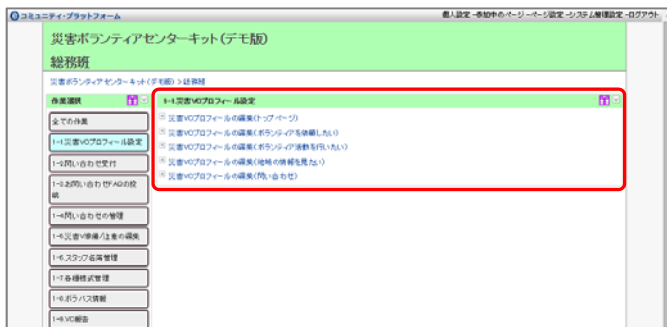 コミュニティ・プラットフォーム
個人設定 -参加中のページ -ページ設定 -システム管理設定 -ログアウト
災害ボランティアセンターキット(デモ版)
総務班
災害ボランティアセンターキット(デモ版) > 総務班
作業選択
1-1.災害VCプロフィール設定
全ての作業
1-1.災害VCプロフィール設定
1-2.問い合わせ受付
1-3.お問い合わせFAQの投稿
1-4.問い合わせの管理
1-5.災害V準備/注意の編集
1-6.スタッフ名簿管理
1-7.各種様式管理
1-8.ボラバス情報
1-9.VC報告
災害VCプロフィールの編集(トップページ)
災害VCプロフィールの編集(ボランティアを依頼したい)
災害VCプロフィールの編集(ボランティア活動を行いたい)
災害VCプロフィールの編集(地域の情報を見たい)
災害VCプロフィールの編集(問い合わせ)